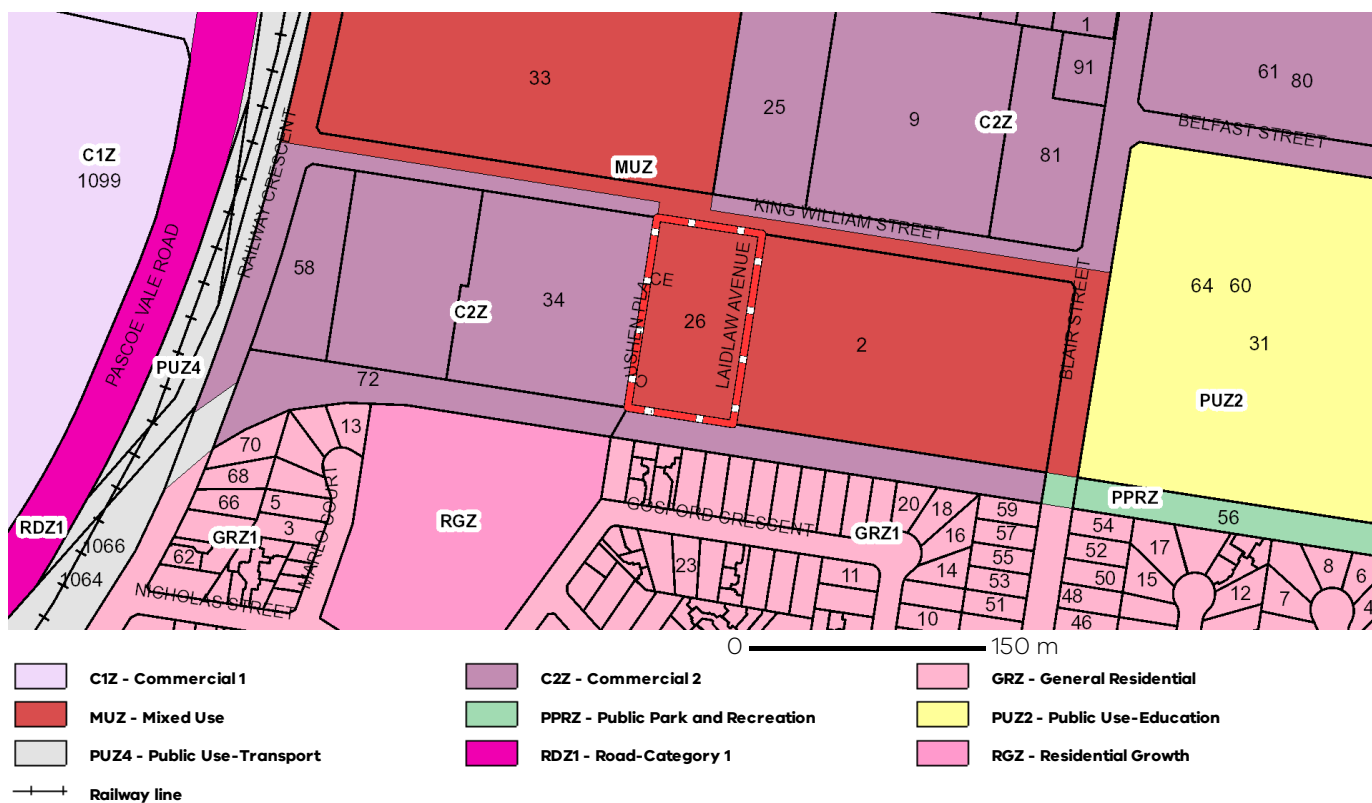 1
33
91
61 80
25
9
C2Z
BELFAST STREET
C1Z
1099
MUZ
81
RAILWAY CRESCENT
KING WILLIAM STREET
PASCOE VALE ROAD
58
34
C2Z
CE
LAIDLAW AVENUE
26
2
BLAIR STREET
64 60
31
PUZ4
72
O
PUZ2
13
70
68
66
5
3
GRZ1
62
MARLO COURT
NICHOLAS STREET
RGZ
RDZ1
1066
1064
GOSFORD CRESCENT
GRZ1
20
18
16
14
59
57
55
53
51
23
11
10
PPRZ
56
54
52
50
48
46
17
15
12
7
8
6
4
0 150 m
C1Z - Commercial 1
C2Z - Commercial 2
GRZ - General Residential
MUZ - Mixed Use
PPRZ - Public Park and Recreation
PUZ2 - Public Use-Education
PUZ4 - Public Use-Transport
RDZ1 - Road-Category 1
RGZ - Residential Growth
Railway line